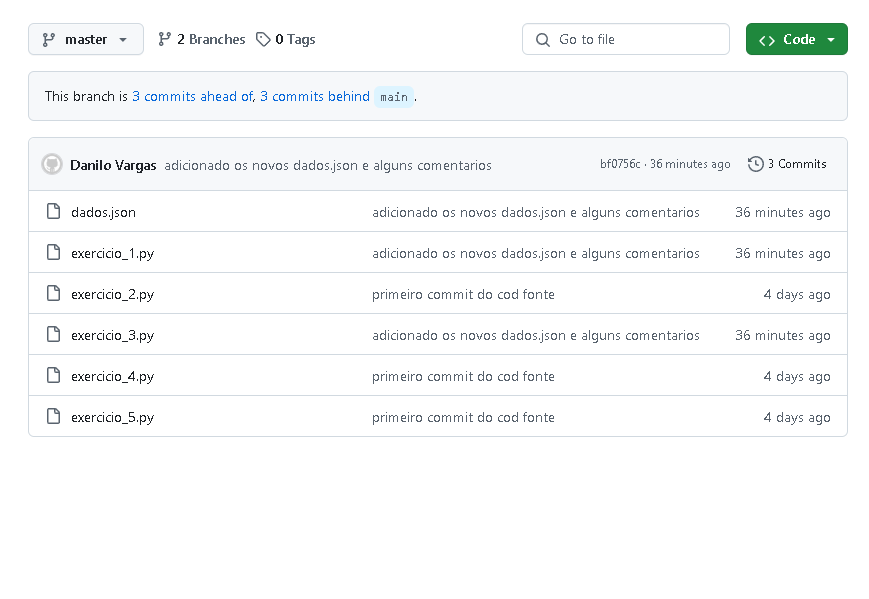 master 2 Branches 0 Tags Go to file Code
This branch is 3 commits ahead of, 3 commits behind main .
Danilo Vargas adicionado os novos dados.json e alguns comentarios bf0756c · 36 minutes ago 3 Commits
dados.json adicionado os novos dados.json e alguns comentarios 36 minutes ago
exercicio_1.py adicionado os novos dados.json e alguns comentarios 36 minutes ago
exercicio_2.py primeiro commit do cod fonte 4 days ago
exercicio_3.py adicionado os novos dados.json e alguns comentarios 36 minutes ago
exercicio_4.py primeiro commit do cod fonte 4 days ago
exercicio_5.py primeiro commit do cod fonte 4 days ago